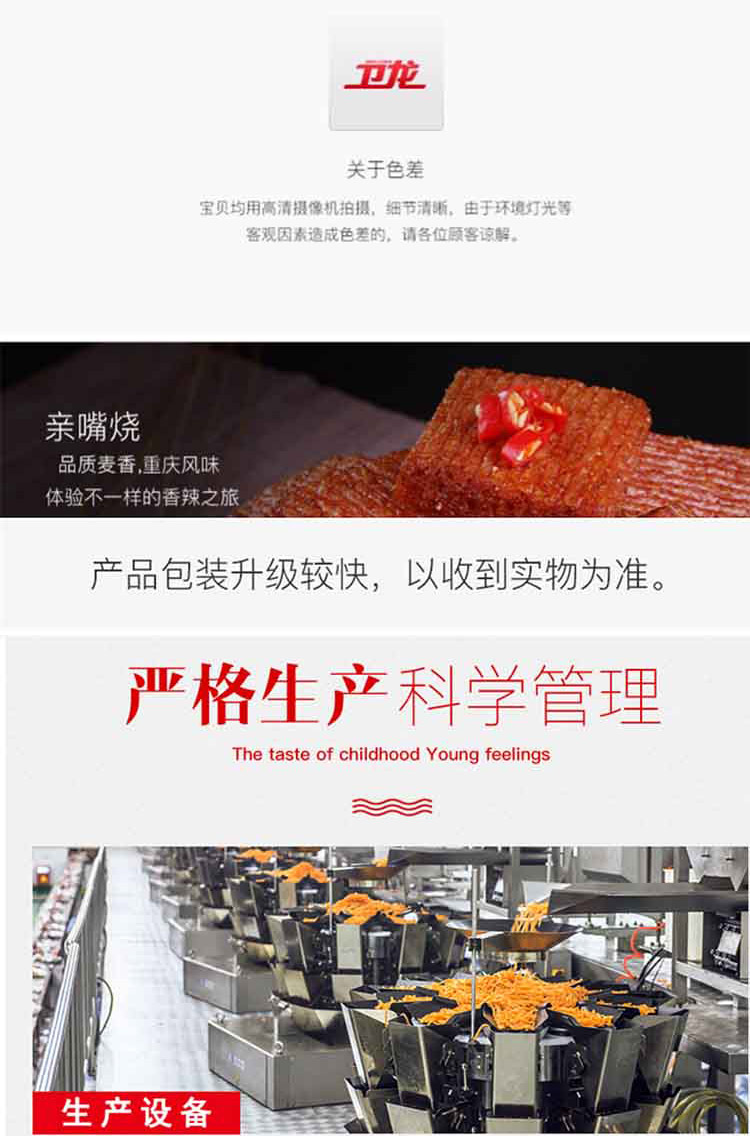 卫龙
关于色差
宝贝均用高清摄像机拍摄，细节清晰，由于环境灯光等
客观因素造成色差的，请各位顾客谅解。
亲嘴烧
品质麦香,重庆风味
体验不一样的香辣之旅
产品包装升级较快，以收到实物为准。
严格生产科学管理
The taste of childhood Young feelings
生产设备